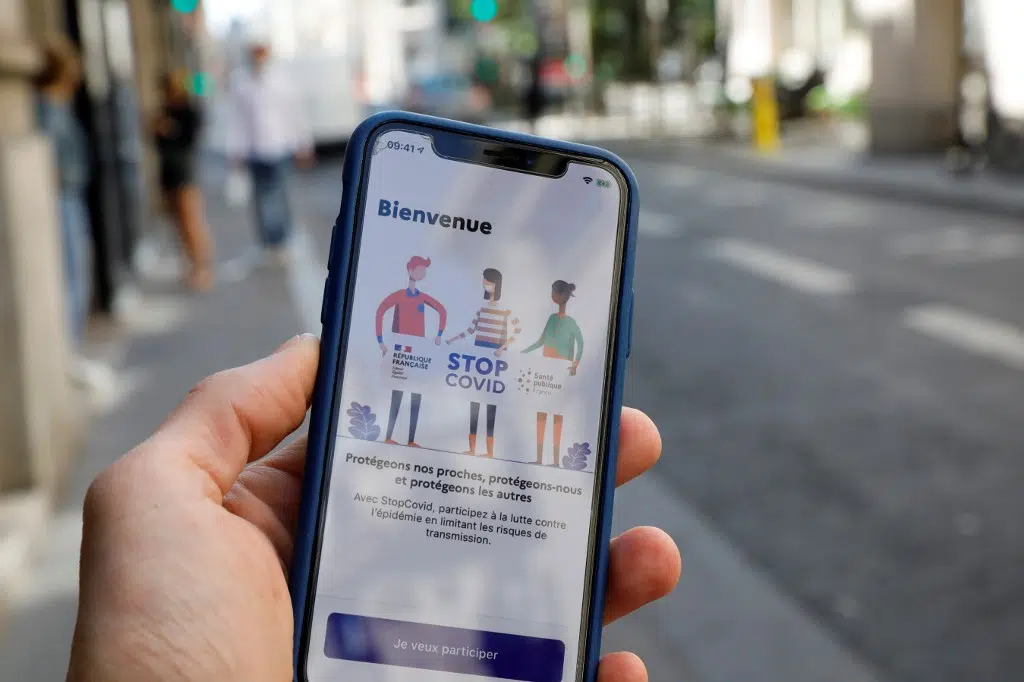 09:41
Bienvenue
RÉPUBLIQUE
FRANÇAISE
STOP
COVID
Santé
publique
France
Protégeons nos proches, protégeons-nous
et protégeons les autres
Avec StopCovid, participez à la lutte contre
l'épidémie en limitant les risques de
transmission.
Je veux participer